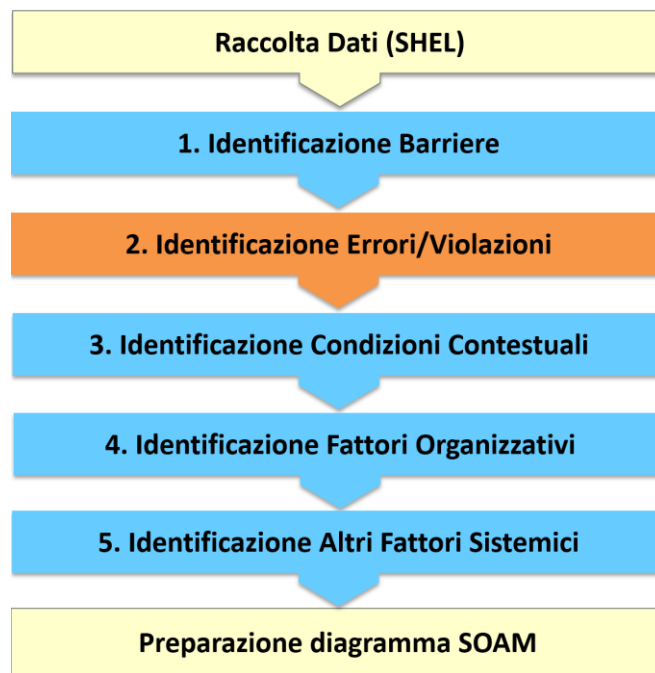 Raccolta Dati (SHEL)
1. Identificazione Barriere
2. Identificazione Errori/Violazioni
3. Identificazione Condizioni Contestuali
4. Identificazione Fattori Organizzativi
5. Identificazione Altri Fattori Sistemici
Preparazione diagramma SOAM